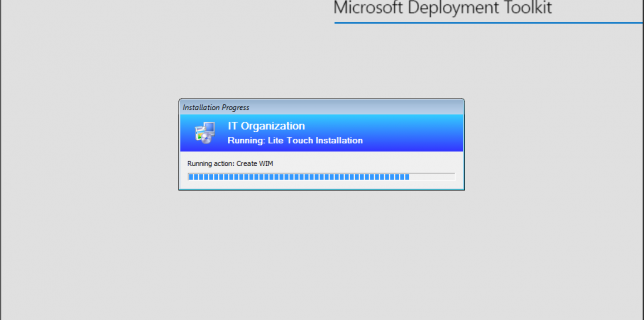 Microsoft Deployment Toolkit
Installation Progress
IT Organization
Running: Lite Touch Installation
Running action: Create WIM